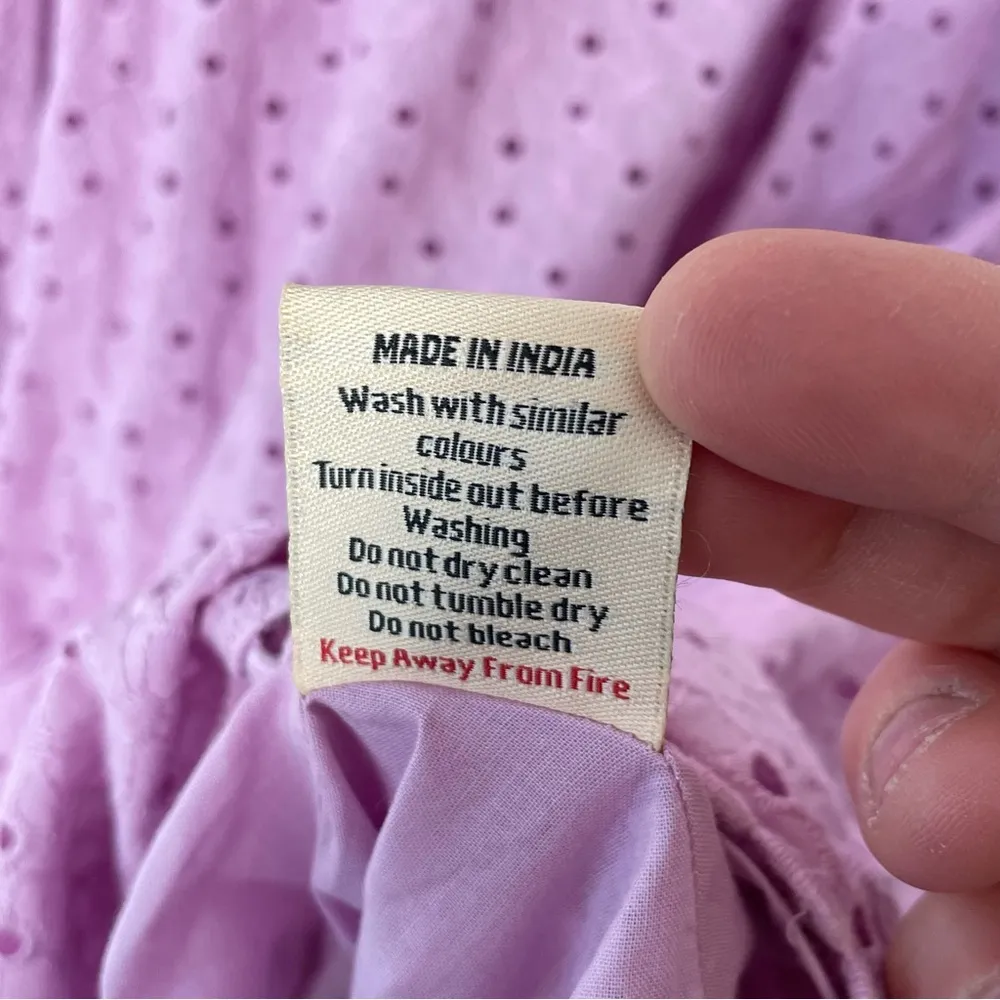 MADE IN INDIA
Wash with similar
colours
Turn inside out before
Washing
Do not dry clean
Do not tumble dry
Do not bleach
Keep Away From Fire